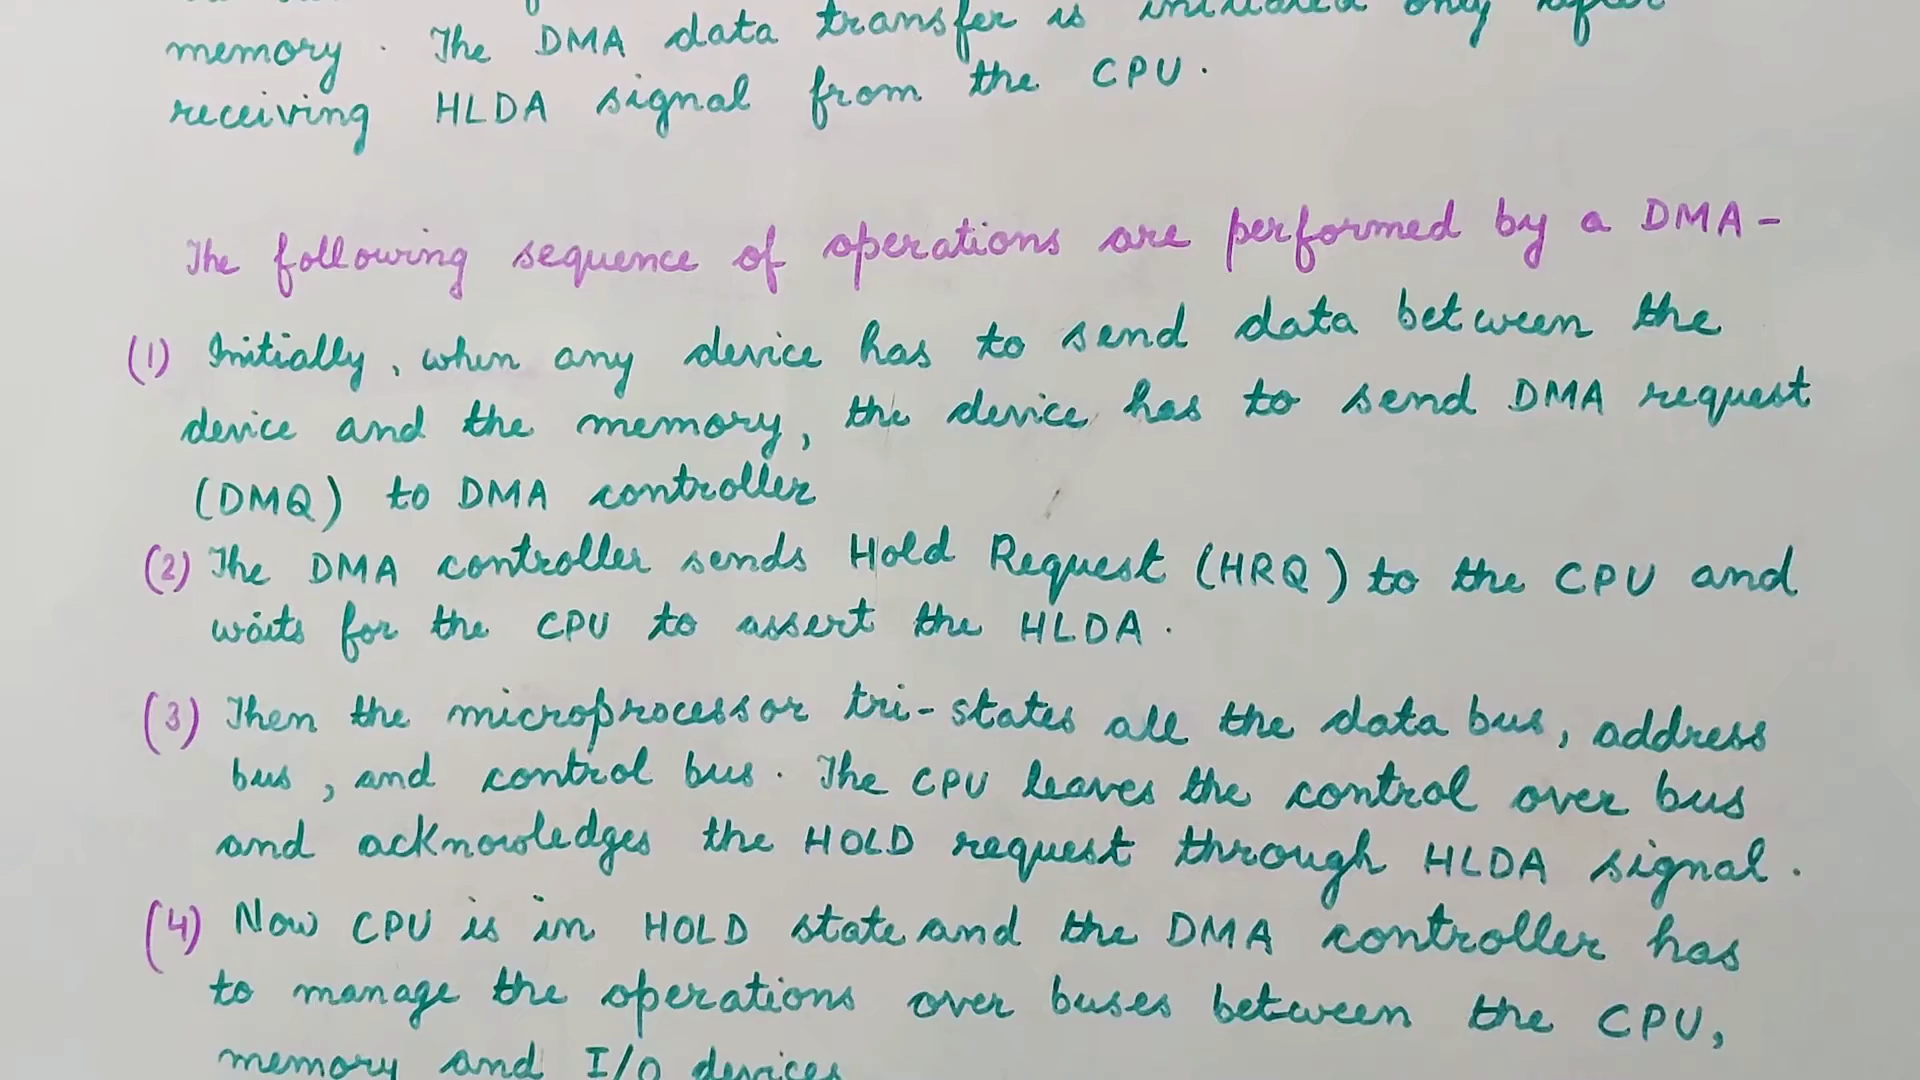 memory. The DMA data transfer is initiated only after
receiving HLDA signal from the CPU.
The following sequence of operations are performed by a DMA-
(1) Initially, when any device has to send data between the
device and the memory, the device has to send DMA request
(DMQ) to DMA controller
(2) The DMA controller sends Hold Request (HRQ) to the CPU and
waits for the CPU to assert the HLDA.
(3) Then the microprocessor tri-states all the data bus, address
bus, and control bus. The CPU leaves the control over bus
and acknowledges the HOLD request through HLDA signal.
(4) Now CPU is in HOLD state and the DMA controller has
to manage the operations over buses between the CPU,
memory and I/O devices